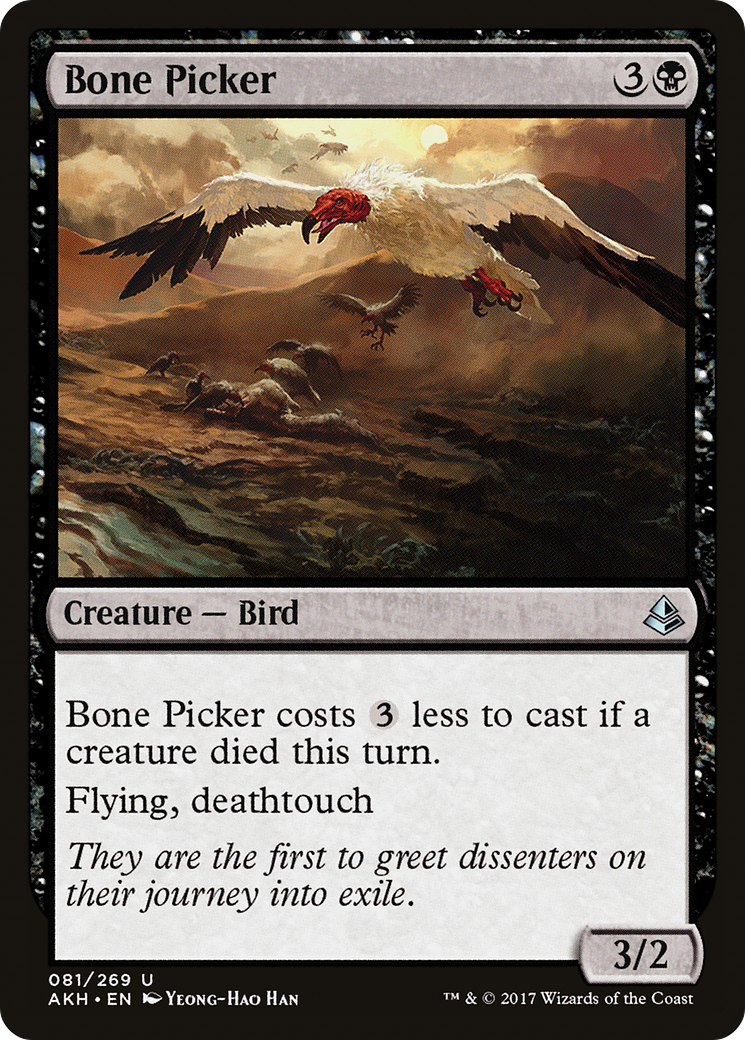 Bone Picker 3
Creature — Bird
Bone Picker costs 3 less to cast if a
creature died this turn.
Flying, deathtouch
They are the first to greet dissenters on
their journey into exile.
3/2
081/269 U
AKH • EN Yeong-Hao Han ™ & © 2017 Wizards of the Coast